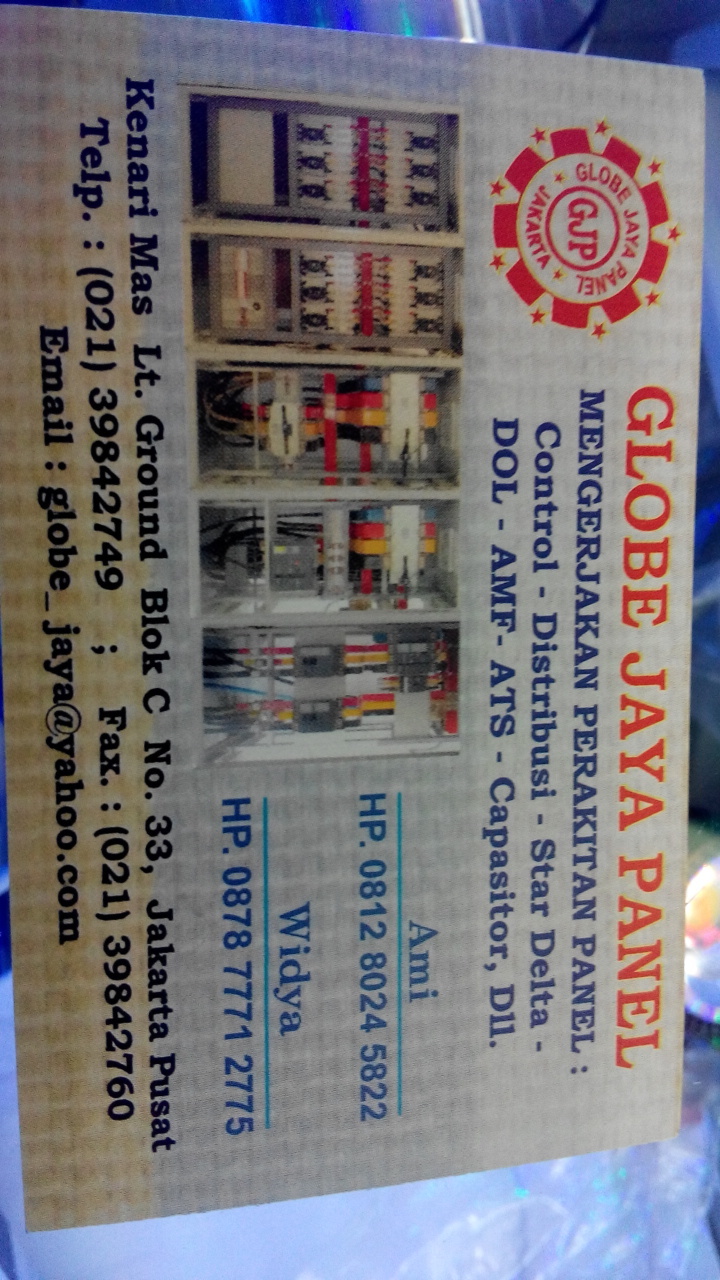 GLOBE JAYA PANEL
JAKARTA
GJP
GLOBE JAYA PANEL
MENGERJAKAN PERAKITAN PANEL :
Control - Distribusi - Star Delta -
DOL - AMF- ATS - Capasitor, Dll.
Ami
HP. 0812 8024 5822
Widya
HP. 0878 7771 2775
Kenari Mas Lt. Ground Blok C No. 33, Jakarta Pusat
Telp. : (021) 39842749 ; Fax. : (021) 39842760
Email : globe_jaya@yahoo.com